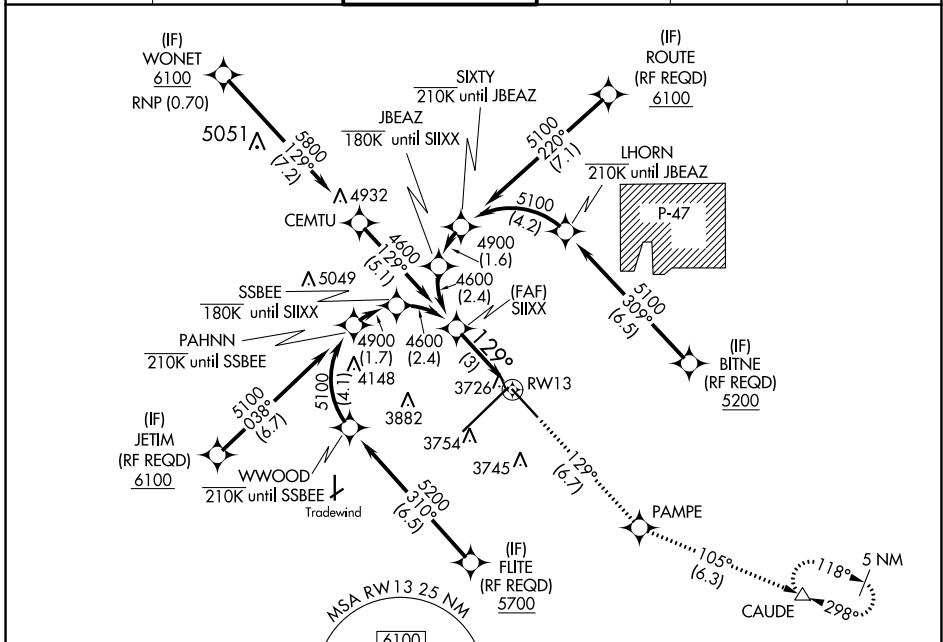 (IF)
WONET
6100
RNP (0.70)
5051
5800
129°
(7.2)
4932
CEMTU
4600
129°
(5.1)
JBEAZ
180K until SIIXX
SIXTY
210K until JBEAZ
(IF)
ROUTE
(RF REQD)
6100
5100
220°
(7.1)
LHORN
210K until JBEAZ
P-47
5100
(4.2)
4900
(1.6)
4600
(2.4)
5100
309°
(6.5)
(IF)
BITNE
(RF REQD)
5200
5049
SSBEE
180K until SIIXX
(FAF)
SIIXX
PAHNN
210K until SSBEE
4900
(1.7)
4600
(2.4)
129°
(3)
3726
RW13
4148
5100
(4.1)
3882
3754
3745
5100
038°
(6.7)
(IF)
JETIM
(RF REQD)
6100
WWOOD
210K until SSBEE
Tradewind
5200
310°
(6.5)
(IF)
FLITE
(RF REQD)
5700
129°
(6.7)
PAMPE
105°
(6.3)
CAUDE
5 NM
118°
298°
MSA RW13 25 NM
6100